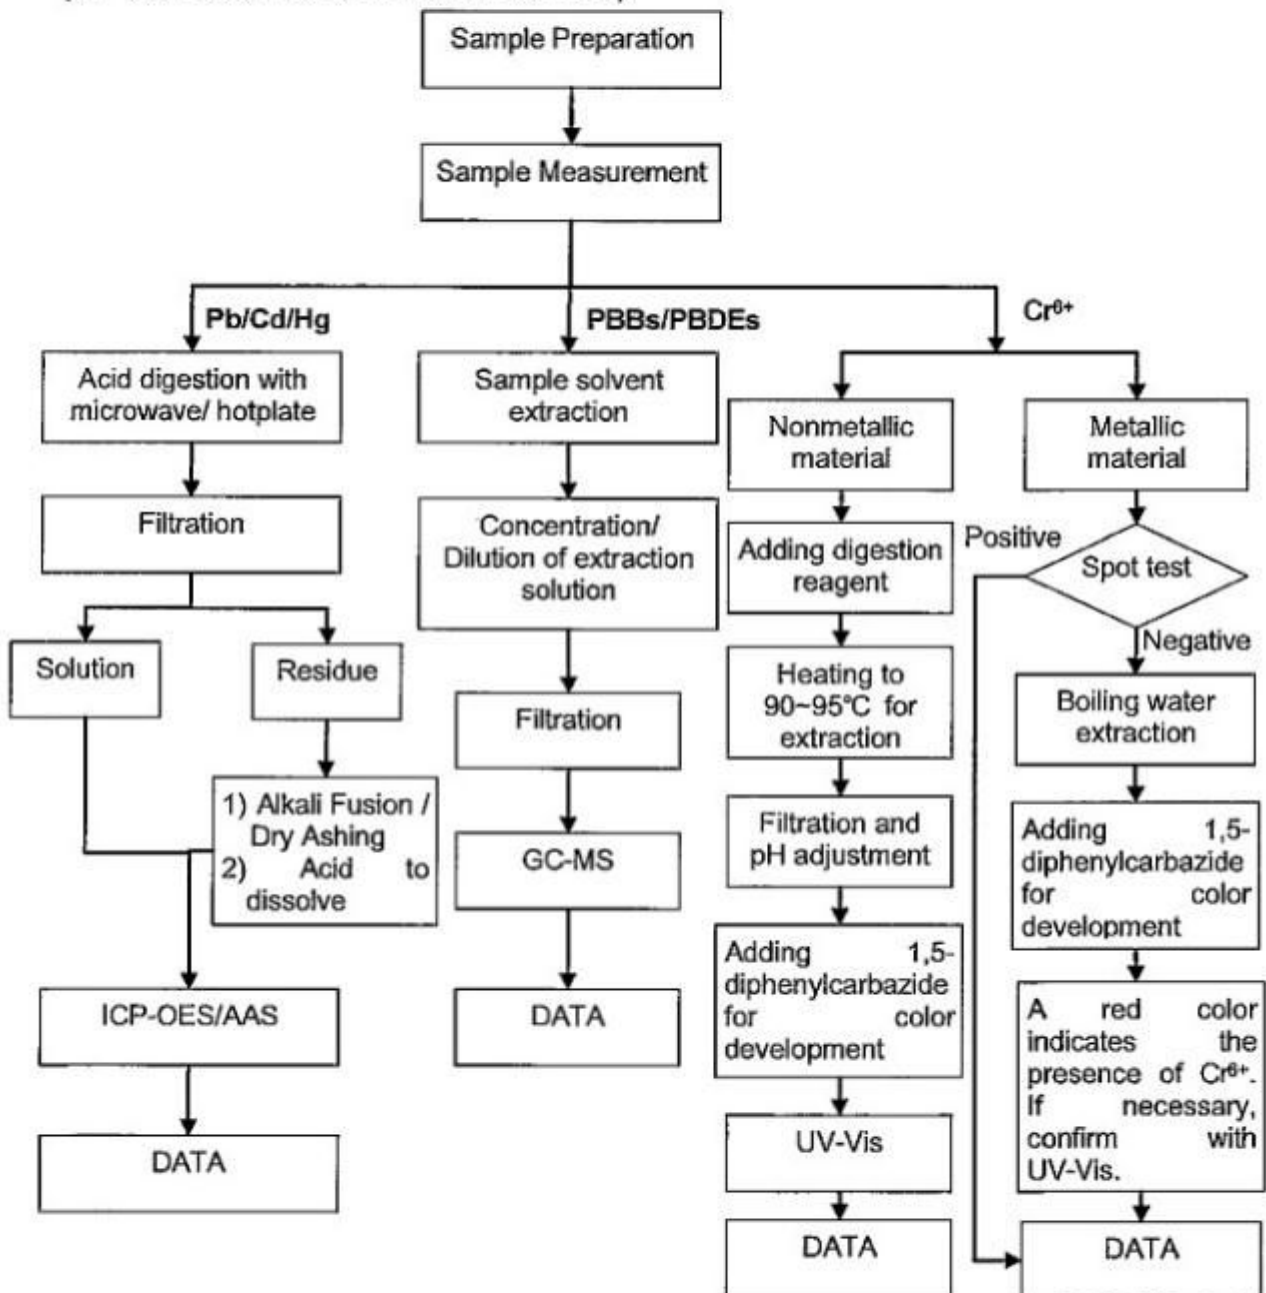 Sample Preparation
Sample Measurement
Pb/Cd/Hg
PBBs/PBDEs
Cr⁶⁺
Acid digestion with
microwave/ hotplate
Filtration
Solution
Residue
1) Alkali Fusion /
Dry Ashing
2) Acid to
dissolve
ICP-OES/AAS
DATA
Sample solvent
extraction
Concentration/
Dilution of extraction
solution
Filtration
GC-MS
DATA
Nonmetallic
material
Adding digestion
reagent
Heating to
90~95℃ for
extraction
Filtration and
pH adjustment
Adding 1,5-
diphenylcarbazide
for color
development
UV-Vis
DATA
Metallic
material
Positive
Spot test
Negative
Boiling water
extraction
Adding 1,5-
diphenylcarbazide
for color
development
A red color
indicates the
presence of Cr⁶⁺.
If necessary,
confirm with
UV-Vis.
DATA